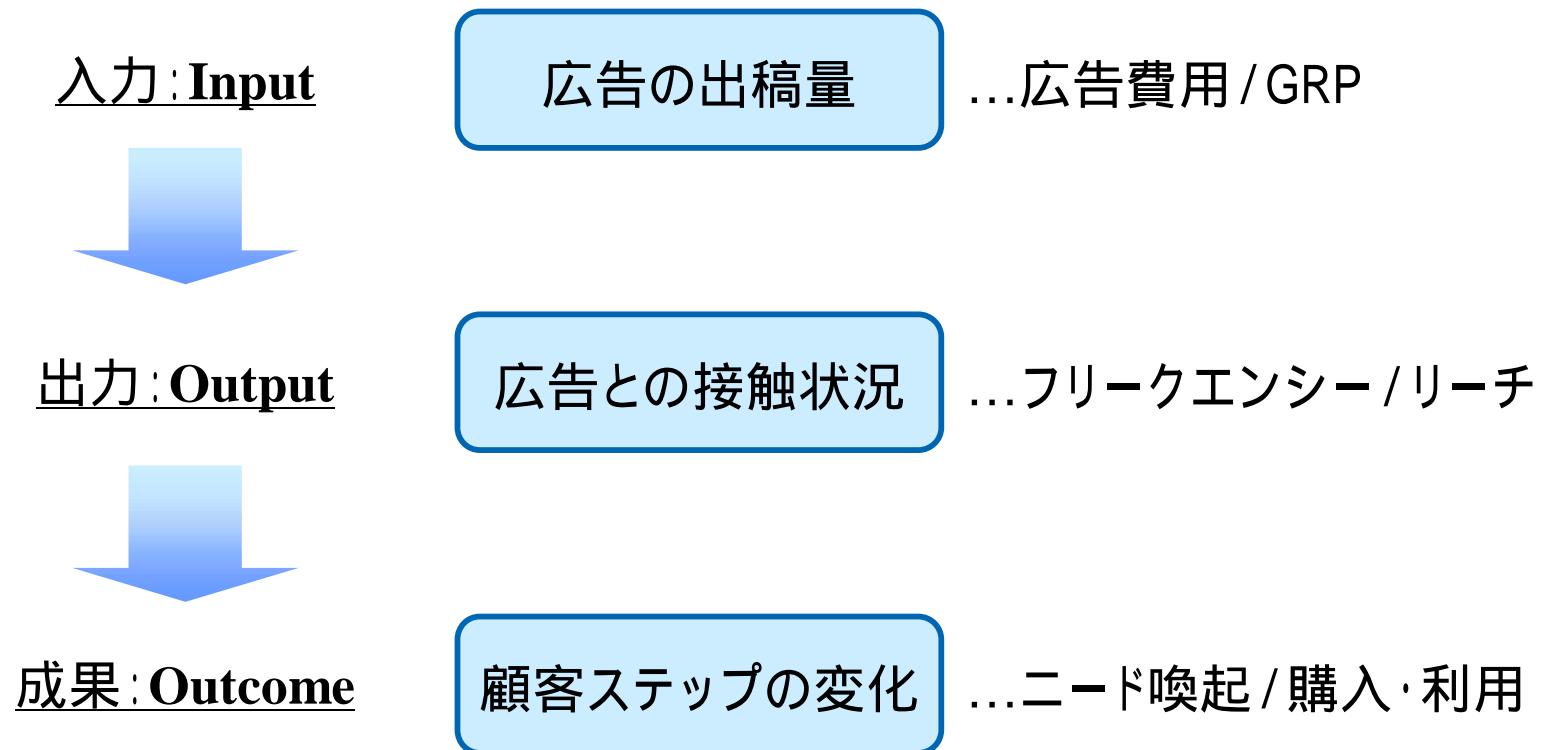 入力：Input 広告の出稿量 …広告費用/GRP
出力：Output 広告との接触状況 …フリークエンシー/リーチ
成果：Outcome 顧客ステップの変化 …ニード喚起/購入・利用